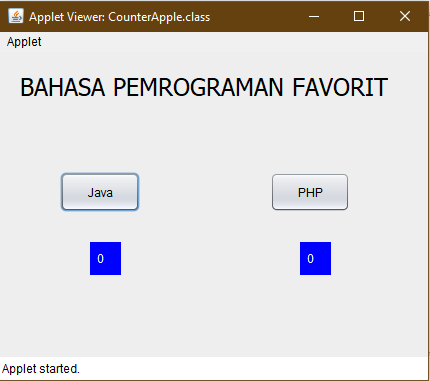 Applet Viewer: CounterApple.class
Applet
BAHASA PEMROGRAMAN FAVORIT
Java PHP
0 0
Applet started.